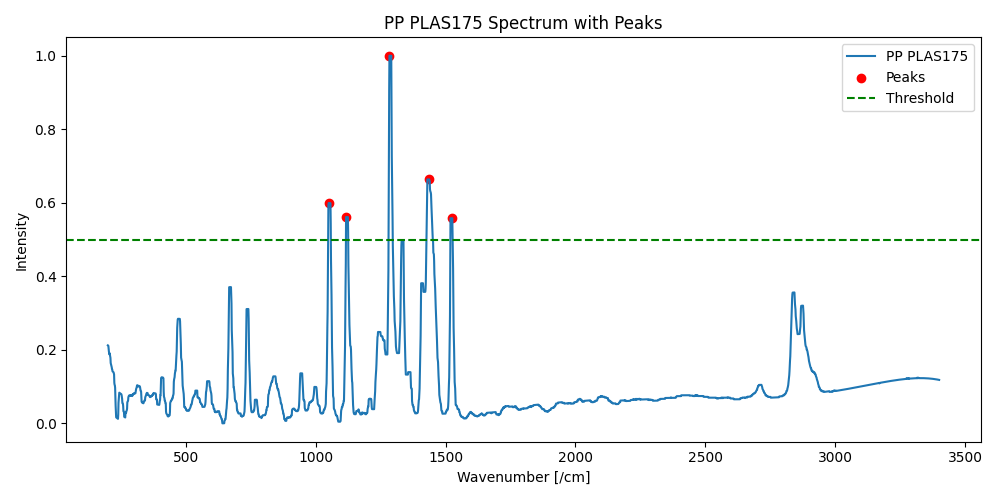 PP PLAS175 Spectrum with Peaks
PP PLAS175
Peaks
Threshold
Intensity
1.0
0.8
0.6
0.4
0.2
0.0
500
1000
1500
2000
2500
3000
3500
Wavenumber [/cm]